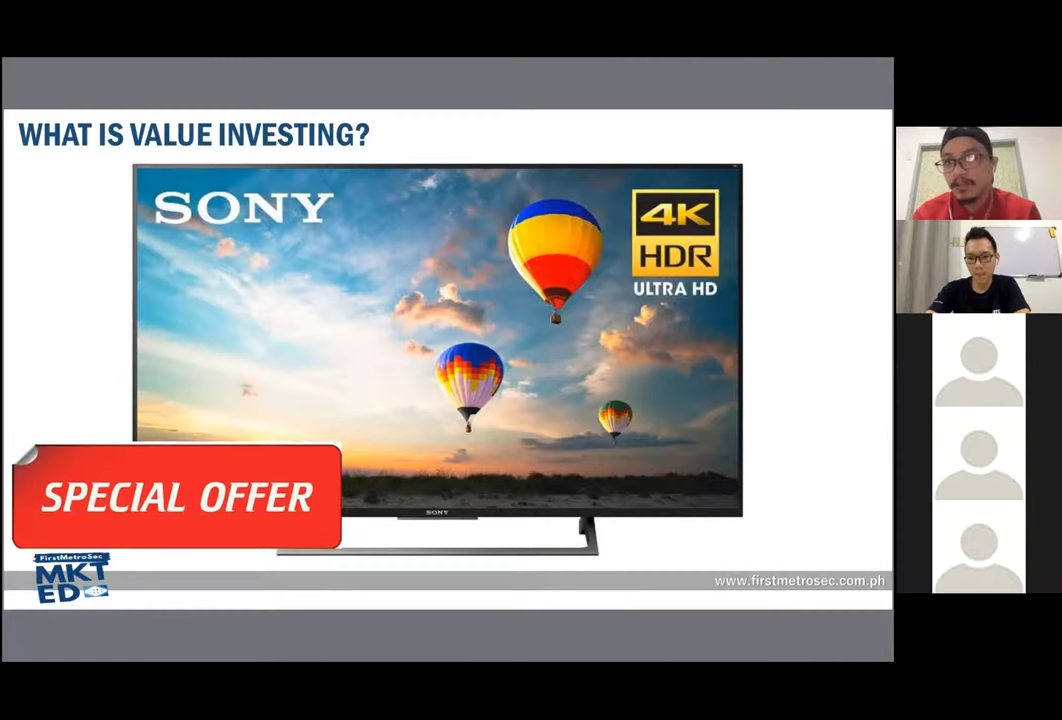 WHAT IS VALUE INVESTING?
SONY
4K
HDR
ULTRA HD
SONY
SPECIAL OFFER
FirstMetroSec
MKT
ED
www.firstmetrosec.com.ph